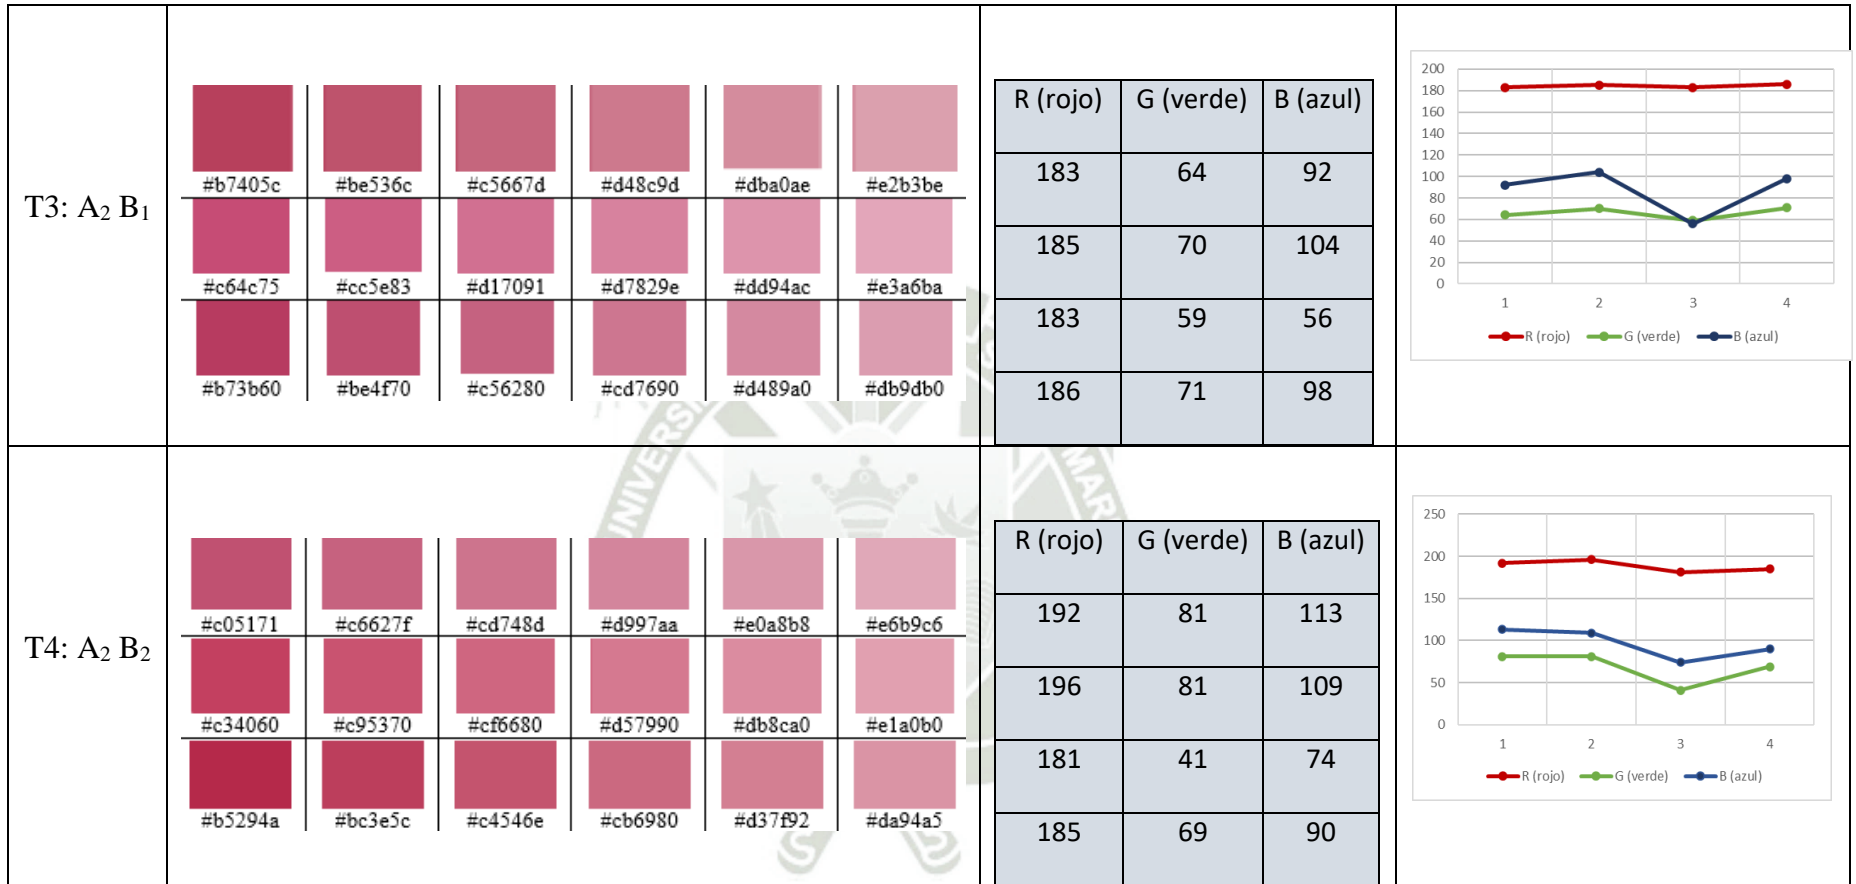 T3: A2 B1
#b7405c #be536c #c5667d #d48c9d #dba0ae #e2b3be
#c64c75 #cc5e83 #d17091 #d7829e #dd94ac #e3a6ba
#b73b60 #be4f70 #c56280 #cd7690 #d489a0 #db9db0
R (rojo) G (verde) B (azul)
183 64 92
185 70 104
183 59 56
186 71 98
200
180
160
140
120
100
80
60
40
20
0
1 2 3 4
R (rojo) G (verde) B (azul)
T4: A2 B2
#c05171 #c6627f #cd748d #d997aa #e0a8b8 #e6b9c6
#c34060 #c95370 #cf6680 #d57990 #db8ca0 #e1a0b0
#b5294a #bc3e5c #c4546e #cb6980 #d37f92 #da94a5
R (rojo) G (verde) B (azul)
192 81 113
196 81 109
181 41 74
185 69 90
250
200
150
100
50
0
1 2 3 4
R (rojo) G (verde) B (azul)